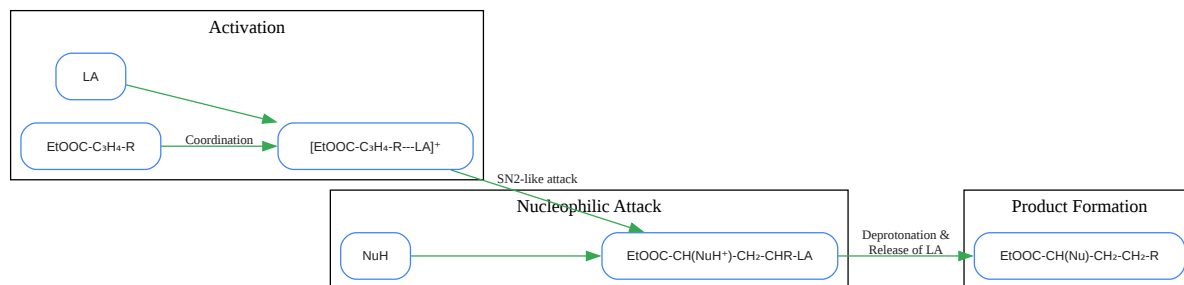 Activation
LA
EtOOC-C₃H₄-R
Coordination
[EtOOC-C₃H₄-R---LA]⁺
SN2-like attack
Nucleophilic Attack
NuH
EtOOC-CH(NuH⁺)-CH₂-CHR-LA
Deprotonation &
Release of LA
Product Formation
EtOOC-CH(Nu)-CH₂-CH₂-R